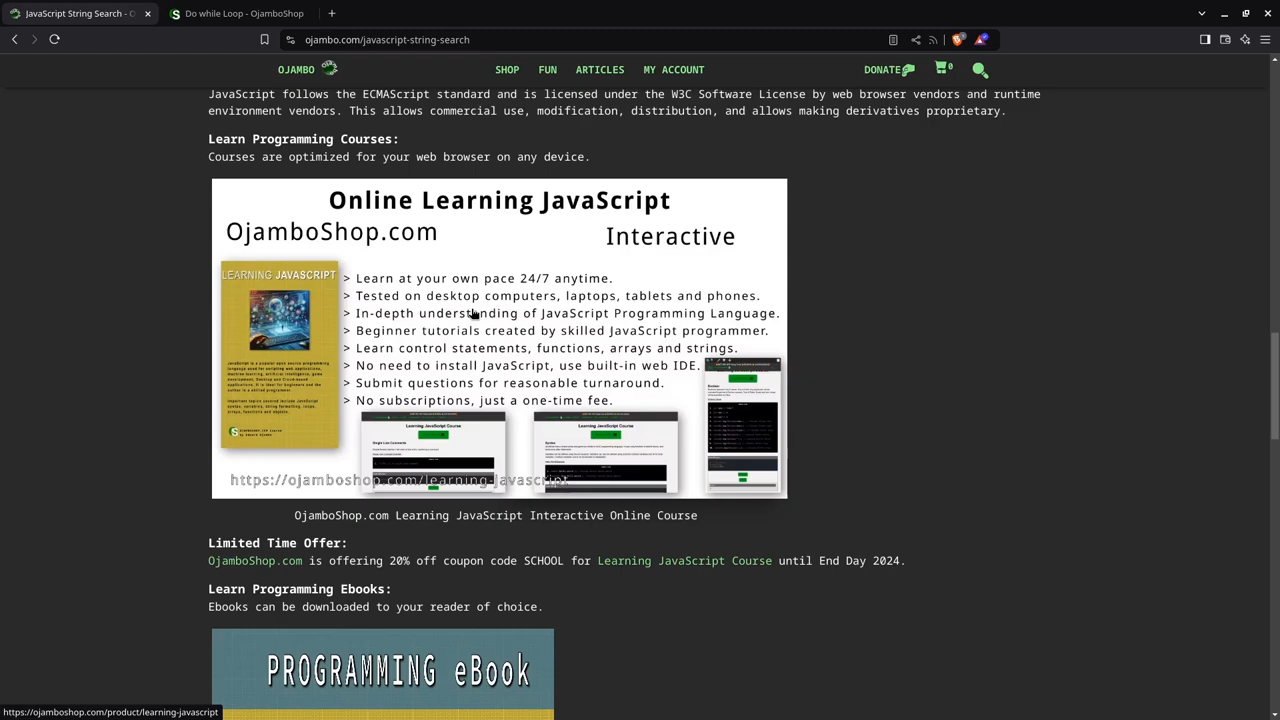 JavaScript String Search - O
Do while Loop - OjamboShop
ojambo.com/javascript-string-search
OJAMBO
SHOP
FUN
ARTICLES
MY ACCOUNT
DONATE
0
JavaScript follows the ECMAScript standard and is licensed under the W3C Software License by web browser vendors and runtime
environment vendors. This allows commercial use, modification, distribution, and allows making derivatives proprietary.
Learn Programming Courses:
Courses are optimized for your web browser on any device.
Online Learning JavaScript
OjamboShop.com
Interactive
LEARNING JAVASCRIPT
> Learn at your own pace 24/7 anytime.
> Tested on desktop computers, laptops, tablets and phones.
> In-depth understanding of JavaScript Programming Language.
> Beginner tutorials created by skilled JavaScript programmer.
> Learn control statements, functions, arrays and strings.
> No need to install JavaScript, use built-in web IDE.
> Submit questions for reasonable turnaround.
> No subscriptions, just a one-time fee.
Learning JavaScript Course
Learning JavaScript Course
https://ojamboshop.com/learning-javascript
OjamboShop.com Learning JavaScript Interactive Online Course
Limited Time Offer:
OjamboShop.com is offering 20% off coupon code SCHOOL for Learning JavaScript Course until End Day 2024.
Learn Programming Ebooks:
Ebooks can be downloaded to your reader of choice.
PROGRAMMING eBook
https://ojamboshop.com/product/learning-javascript